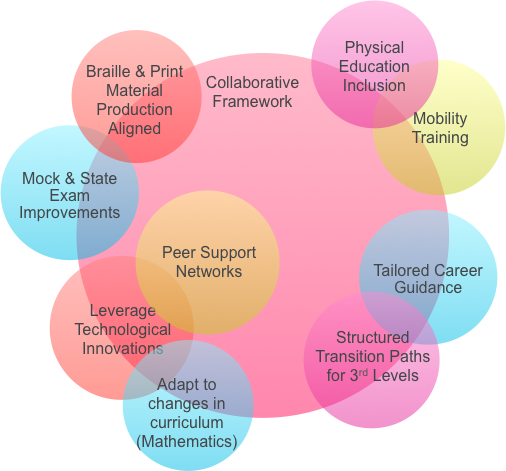 Physical
Education
Inclusion
Braille & Print
Material
Production
Aligned
Collaborative
Framework
Mobility
Training
Mock & State
Exam
Improvements
Peer Support
Networks
Tailored Career
Guidance
Leverage
Technological
Innovations
Structured
Transition Paths
for 3rd Levels
Adapt to
changes in
curriculum
(Mathematics)